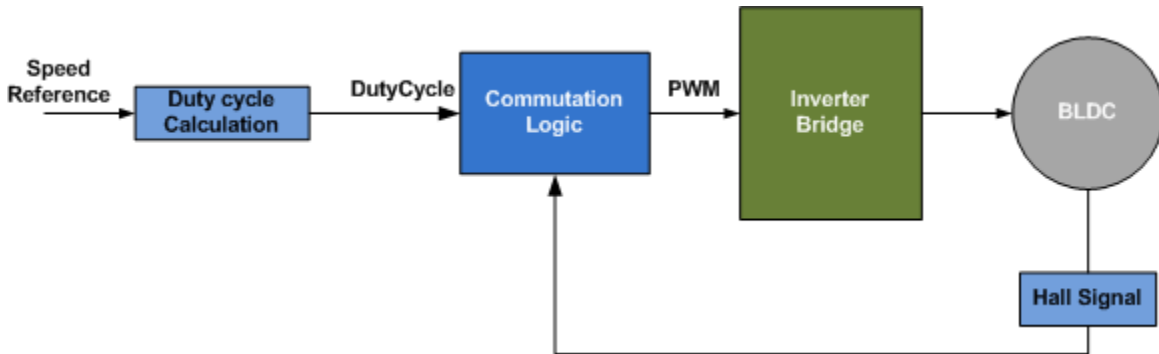 Speed
Reference
Duty cycle
Calculation
DutyCycle
Commutation
Logic
PWM
Inverter
Bridge
BLDC
Hall Signal